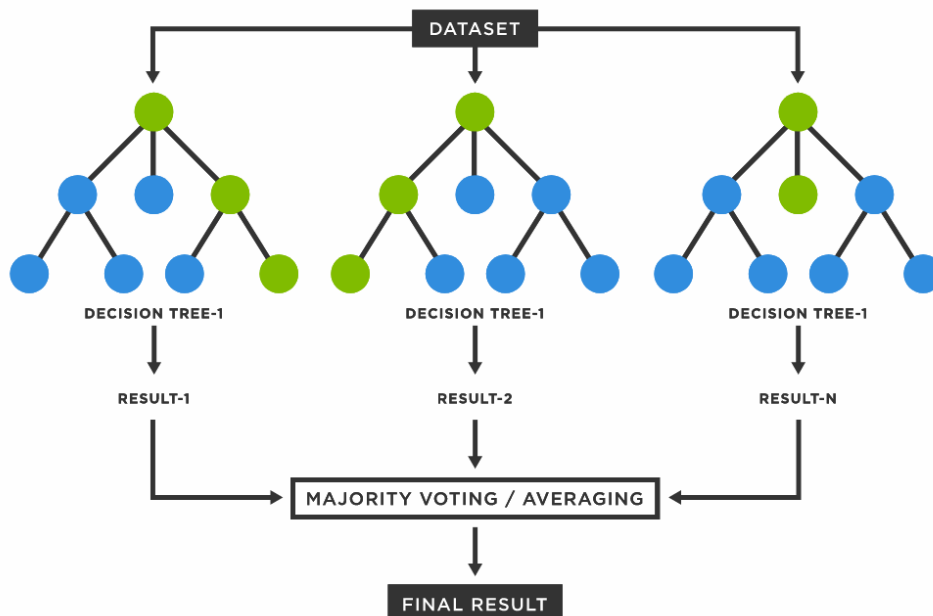 DATASET
DECISION TREE-1
DECISION TREE-1
DECISION TREE-1
RESULT-1
RESULT-2
RESULT-N
MAJORITY VOTING / AVERAGING
FINAL RESULT